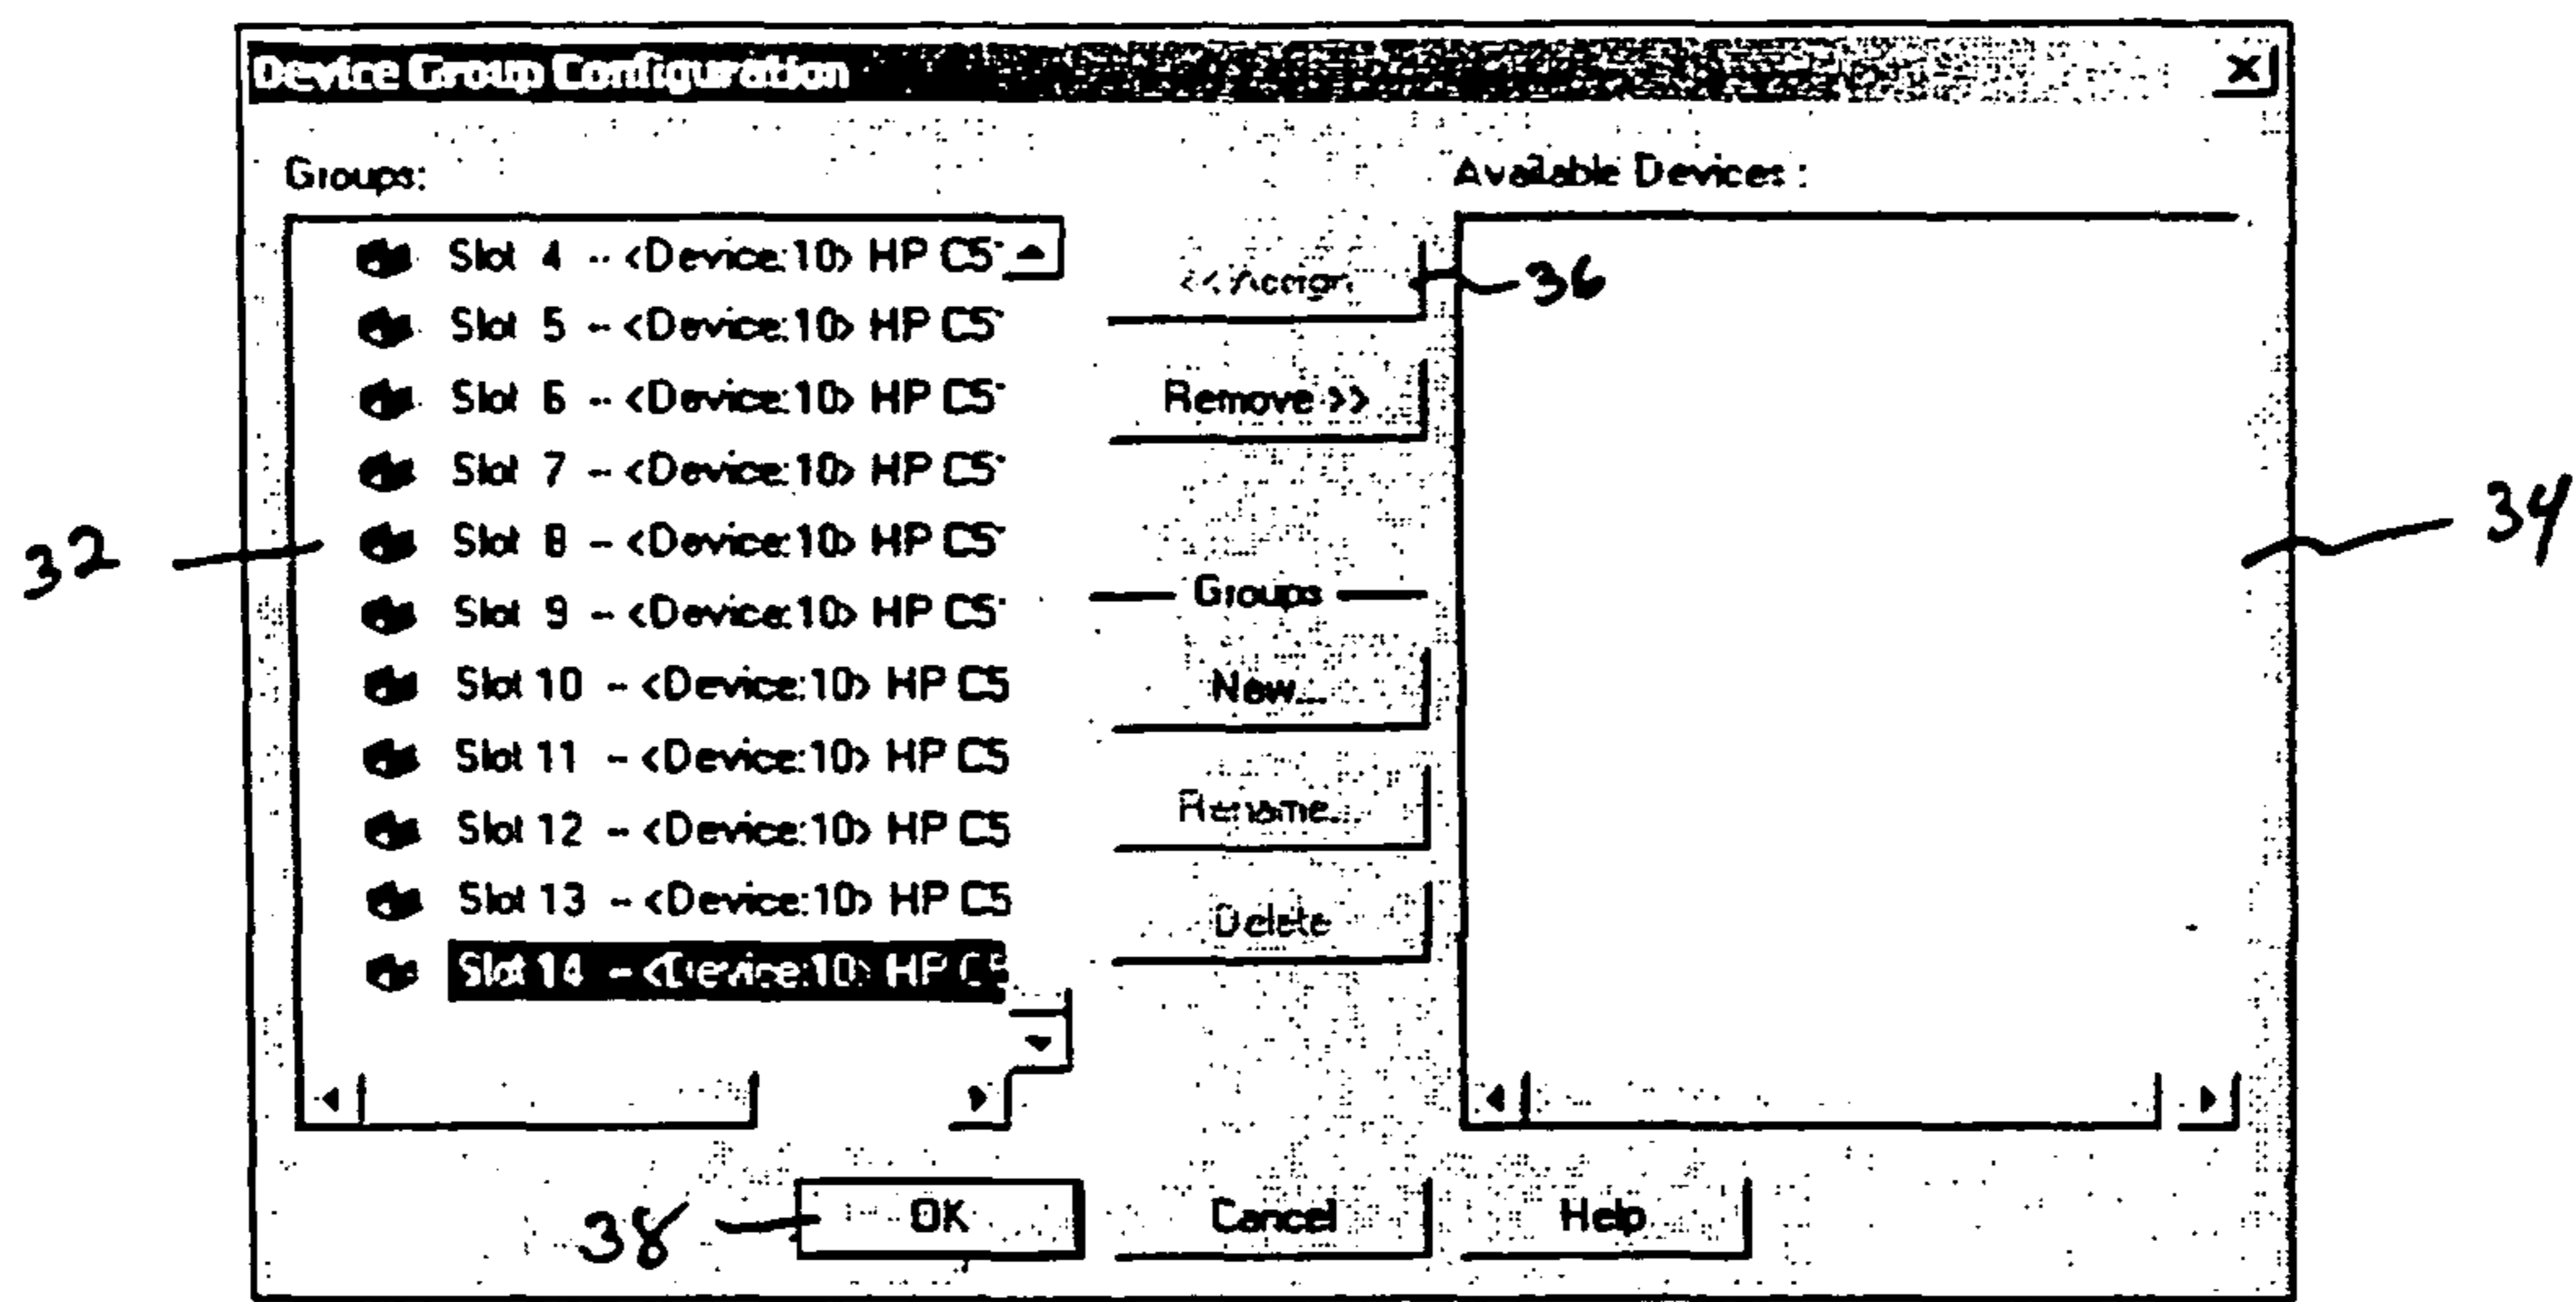 Device Group Configuration
Groups:
Available Devices :
Slot 4 -- <Device:10> HP C5
Slot 5 -- <Device:10> HP C5
Slot 6 -- <Device:10> HP C5
Slot 7 -- <Device:10> HP C5
Slot 8 -- <Device:10> HP C5
Slot 9 -- <Device:10> HP C5
Slot 10 -- <Device:10> HP C5
Slot 11 -- <Device:10> HP C5
Slot 12 -- <Device:10> HP C5
Slot 13 -- <Device:10> HP C5
Slot 14 -- <Device:10> HP C5
<< Assign
36
Remove >>
Groups
New...
Rename...
Delete
32
34
38
OK
Cancel
Help